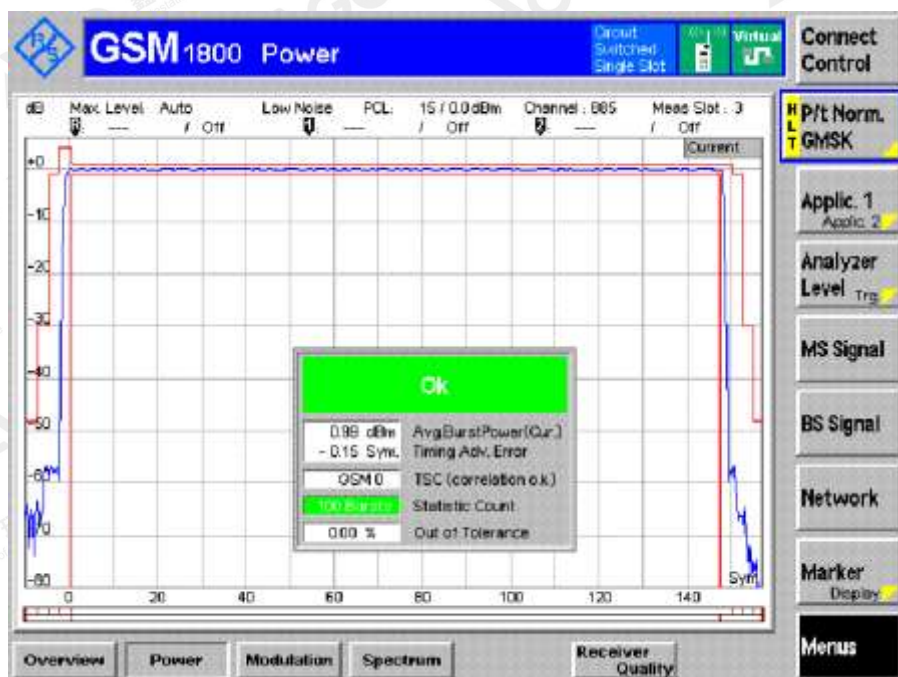 R/S
GSM 1800 Power
Circuit
Switched
Single Slot
Virtual
Connect
Control
dB Max. Level: Auto Low Noise PCL: 15 / 0.0 dBm Channel : 885 Meas Slot : 3
--- / Off 1 --- / Off 2 --- / Off
HLT
P/t Norm.
GMSK
Current
Applic. 1
Applic. 2
Analyzer
Level Trg
MS Signal
BS Signal
Network
Marker
Display
Menus
+0
-10
-20
-30
-40
-50
-60
-70
-80
Ok
0.98 dBm Avg.BurstPower(Cur.)
- 0.15 Sym. Timing Adv. Error
GSM 0 TSC (correlation o.k.)
100 Bursts Statistic Count
0.00 % Out of Tolerance
Sym
0 20 40 60 80 100 120 140
Overview Power Modulation Spectrum Receiver
Quality